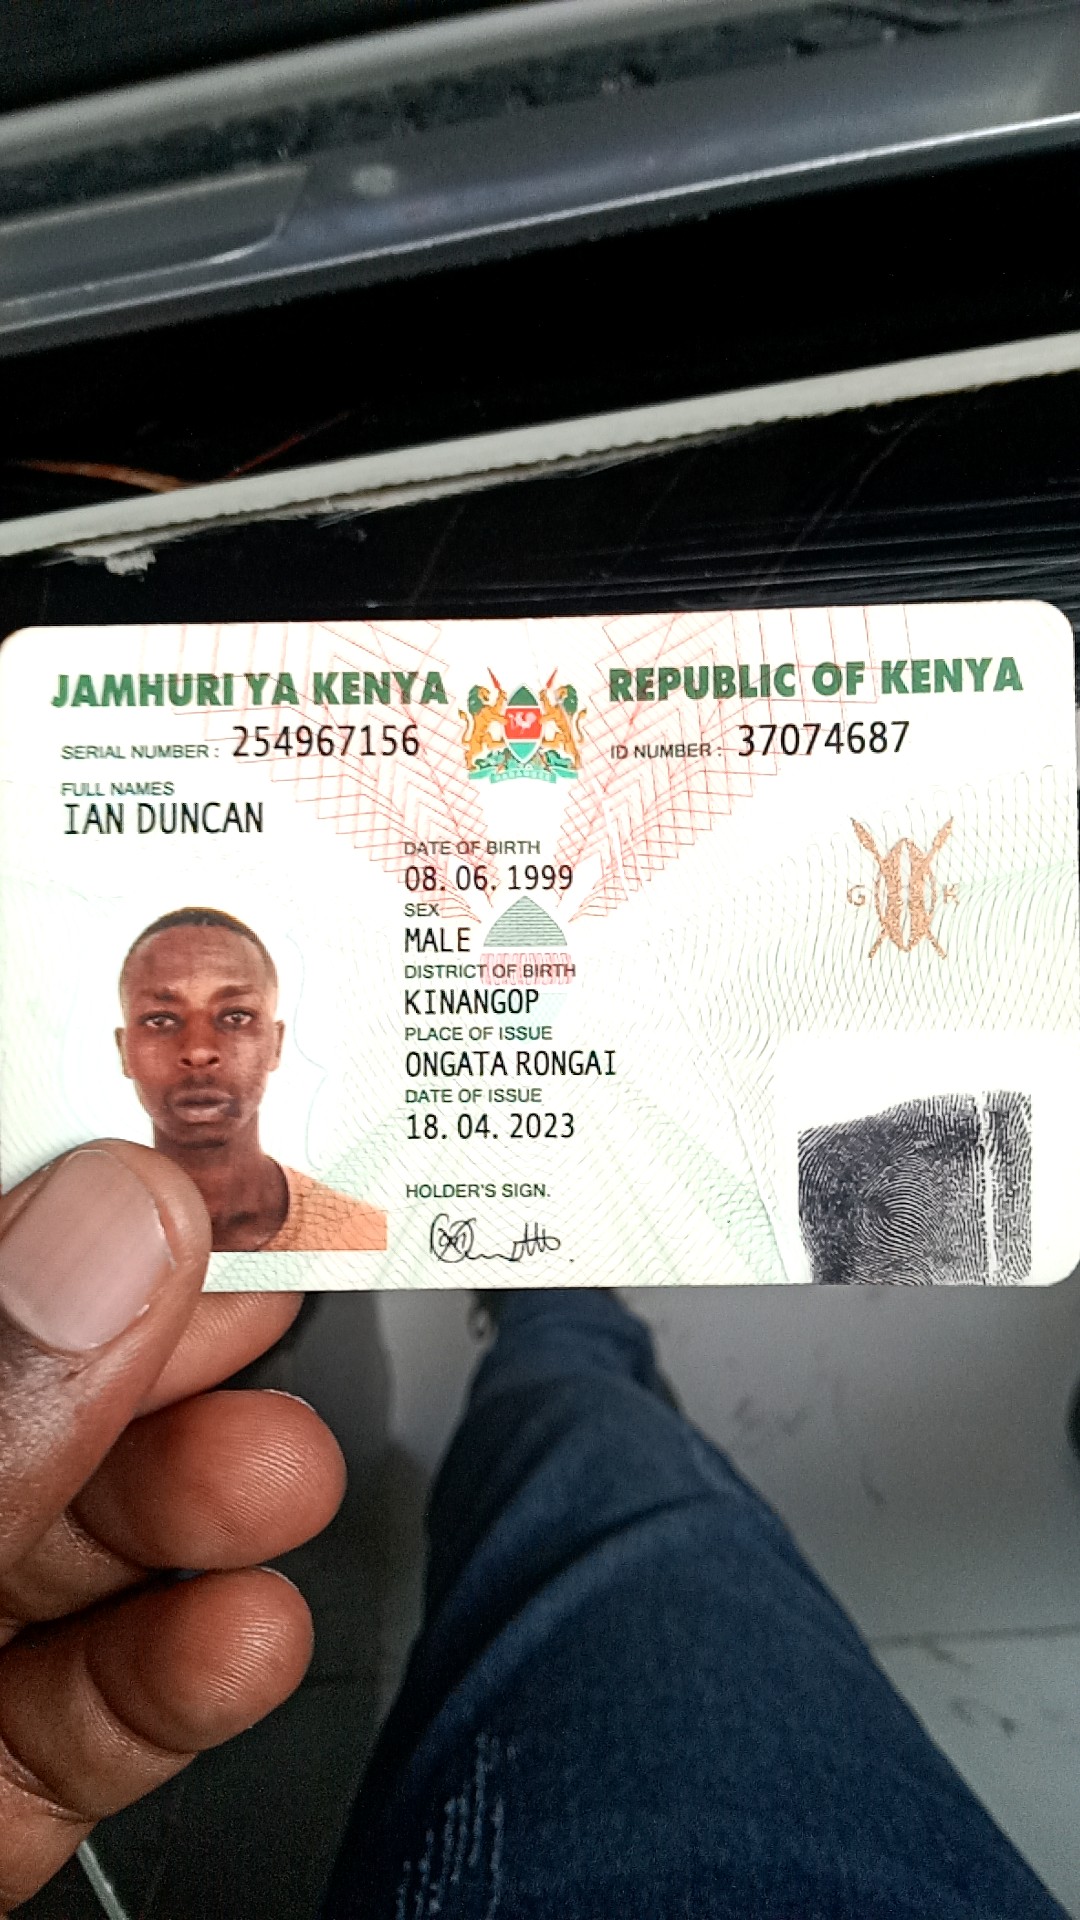 JAMHURI YA KENYA
REPUBLIC OF KENYA
SERIAL NUMBER : 254967156
ID NUMBER : 37074687
FULL NAMES
IAN DUNCAN
DATE OF BIRTH
08. 06. 1999
SEX
MALE
DISTRICT OF BIRTH
KINANGOP
PLACE OF ISSUE
ONGATA RONGAI
DATE OF ISSUE
18. 04. 2023
HOLDER'S SIGN.
G K